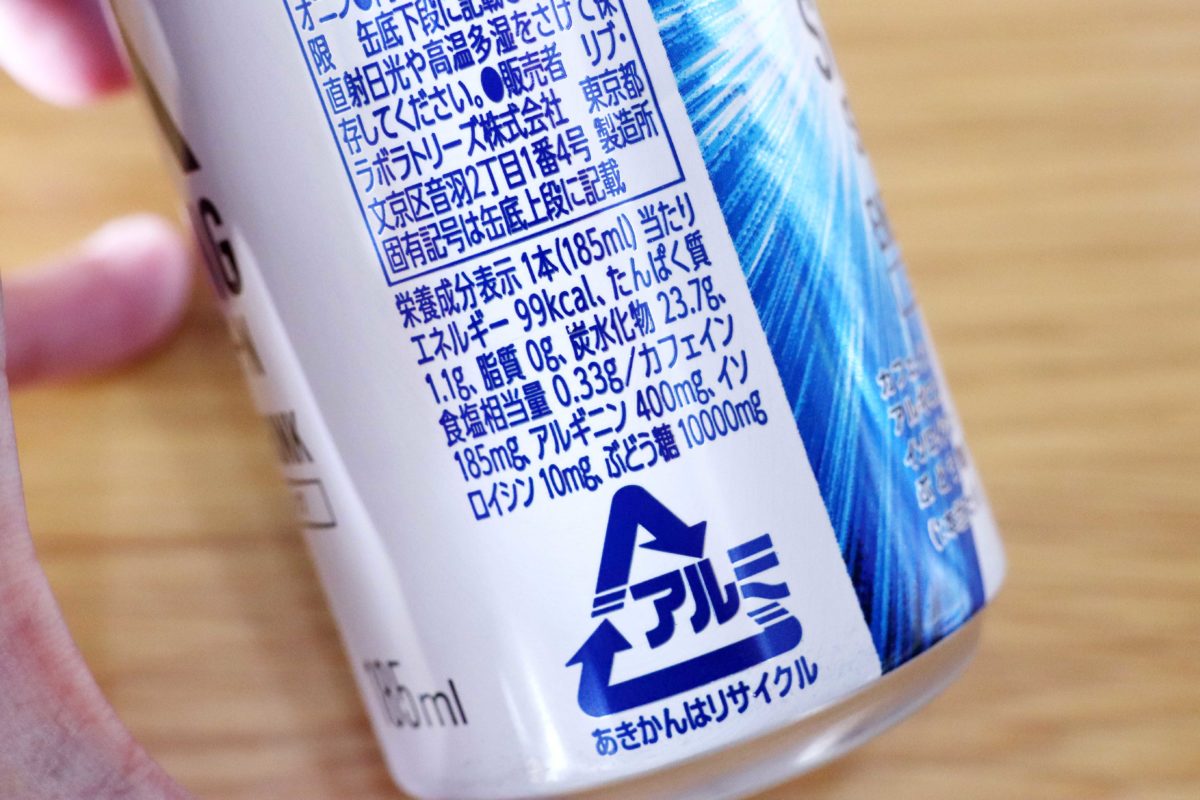 限 缶底下段に記載
直射日光や高温多湿をさけて保
存してください。●販売者 リブ・
ラボラトリーズ株式会社 東京都
文京区音羽2丁目1番4号 製造所
固有記号は缶底上段に記載
栄養成分表示 1本(185ml) 当たり
エネルギー 99kcal、たんぱく質
1.1g、脂質 0g、炭水化物 23.7g、
食塩相当量 0.33g/カフェイン
185mg、アルギニン 400mg、イソ
ロイシン 10mg、ぶどう糖 10000mg
アルミ
あきかんはリサイクル
185ml